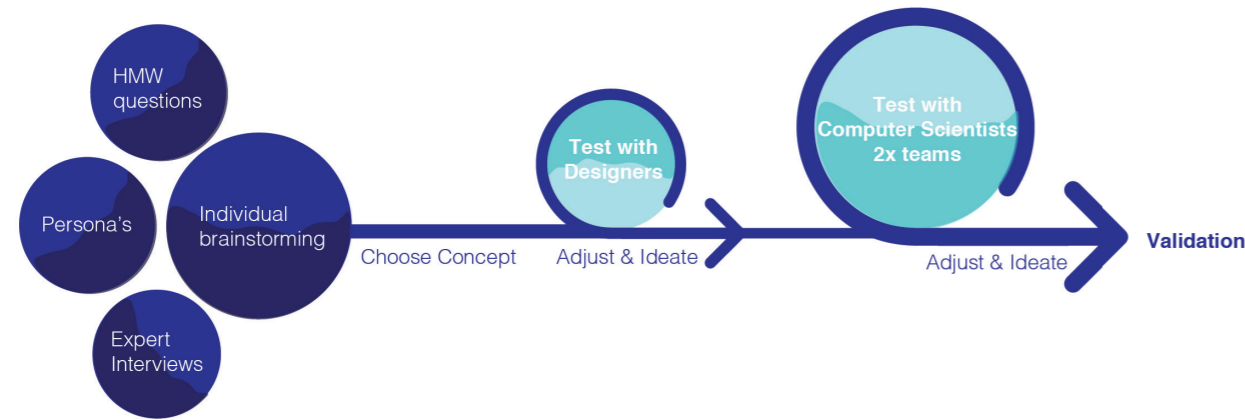 HMW
questions
Persona's
Individual
brainstorming
Expert
Interviews
Choose Concept
Test with
Designers
Adjust & Ideate
Test with
Computer Scientists
2x teams
Adjust & Ideate
Validation